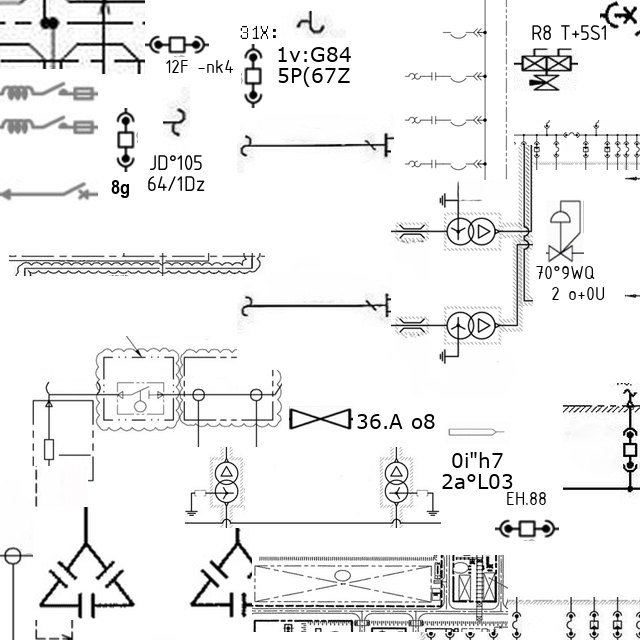 R8 T+5S1
31X:
1v:G84
5P(67Z
12F -nk4
JD°105
64/1Dz
8g
70°9WQ
2 o+0U
36.A o8
0i"h7
2a°L03
EH.88